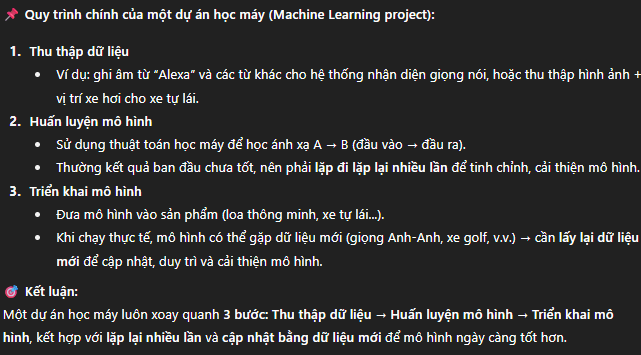 📌 Quy trình chính của một dự án học máy (Machine Learning project):
1. Thu thập dữ liệu
• Ví dụ: ghi âm từ “Alexa” và các từ khác cho hệ thống nhận diện giọng nói, hoặc thu thập hình ảnh +
vị trí xe hơi cho xe tự lái.
2. Huấn luyện mô hình
• Sử dụng thuật toán học máy để học ánh xạ A → B (đầu vào → đầu ra).
• Thường kết quả ban đầu chưa tốt, nên phải lặp đi lặp lại nhiều lần để tinh chỉnh, cải thiện mô hình.
3. Triển khai mô hình
• Đưa mô hình vào sản phẩm (loa thông minh, xe tự lái...).
• Khi chạy thực tế, mô hình có thể gặp dữ liệu mới (giọng Anh-Anh, xe golf, v.v.) → cần lấy lại dữ liệu
mới để cập nhật, duy trì và cải thiện mô hình.
🎯 Kết luận:
Một dự án học máy luôn xoay quanh 3 bước: Thu thập dữ liệu → Huấn luyện mô hình → Triển khai mô
hình, kết hợp với lặp lại nhiều lần và cập nhật bằng dữ liệu mới để mô hình ngày càng tốt hơn.